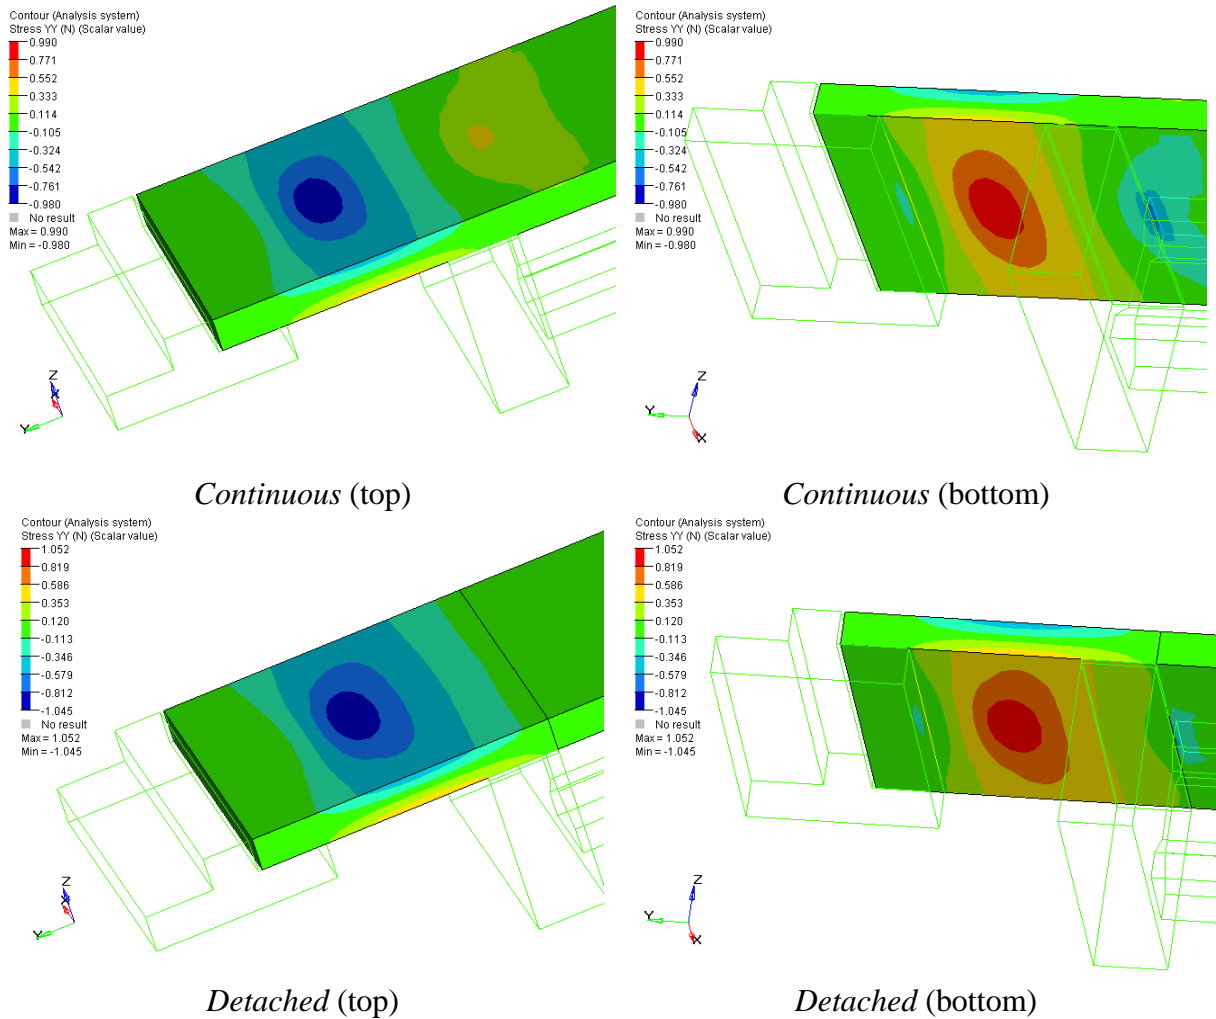 Contour (Analysis system)
Stress YY (N) (Scalar value)
0.990
0.771
0.552
0.333
0.114
-0.105
-0.324
-0.542
-0.761
-0.980
No result
Max = 0.990
Min = -0.980
Z
X
Y
Contour (Analysis system)
Stress YY (N) (Scalar value)
0.990
0.771
0.552
0.333
0.114
-0.105
-0.324
-0.542
-0.761
-0.980
No result
Max = 0.990
Min = -0.980
Z
Y
X
Continuous (top)
Continuous (bottom)
Contour (Analysis system)
Stress YY (N) (Scalar value)
1.052
0.819
0.586
0.353
0.120
-0.113
-0.346
-0.579
-0.812
-1.045
No result
Max = 1.052
Min = -1.045
Z
X
Y
Contour (Analysis system)
Stress YY (N) (Scalar value)
1.052
0.819
0.586
0.353
0.120
-0.113
-0.346
-0.579
-0.812
-1.045
No result
Max = 1.052
Min = -1.045
Z
Y
X
Detached (top)
Detached (bottom)